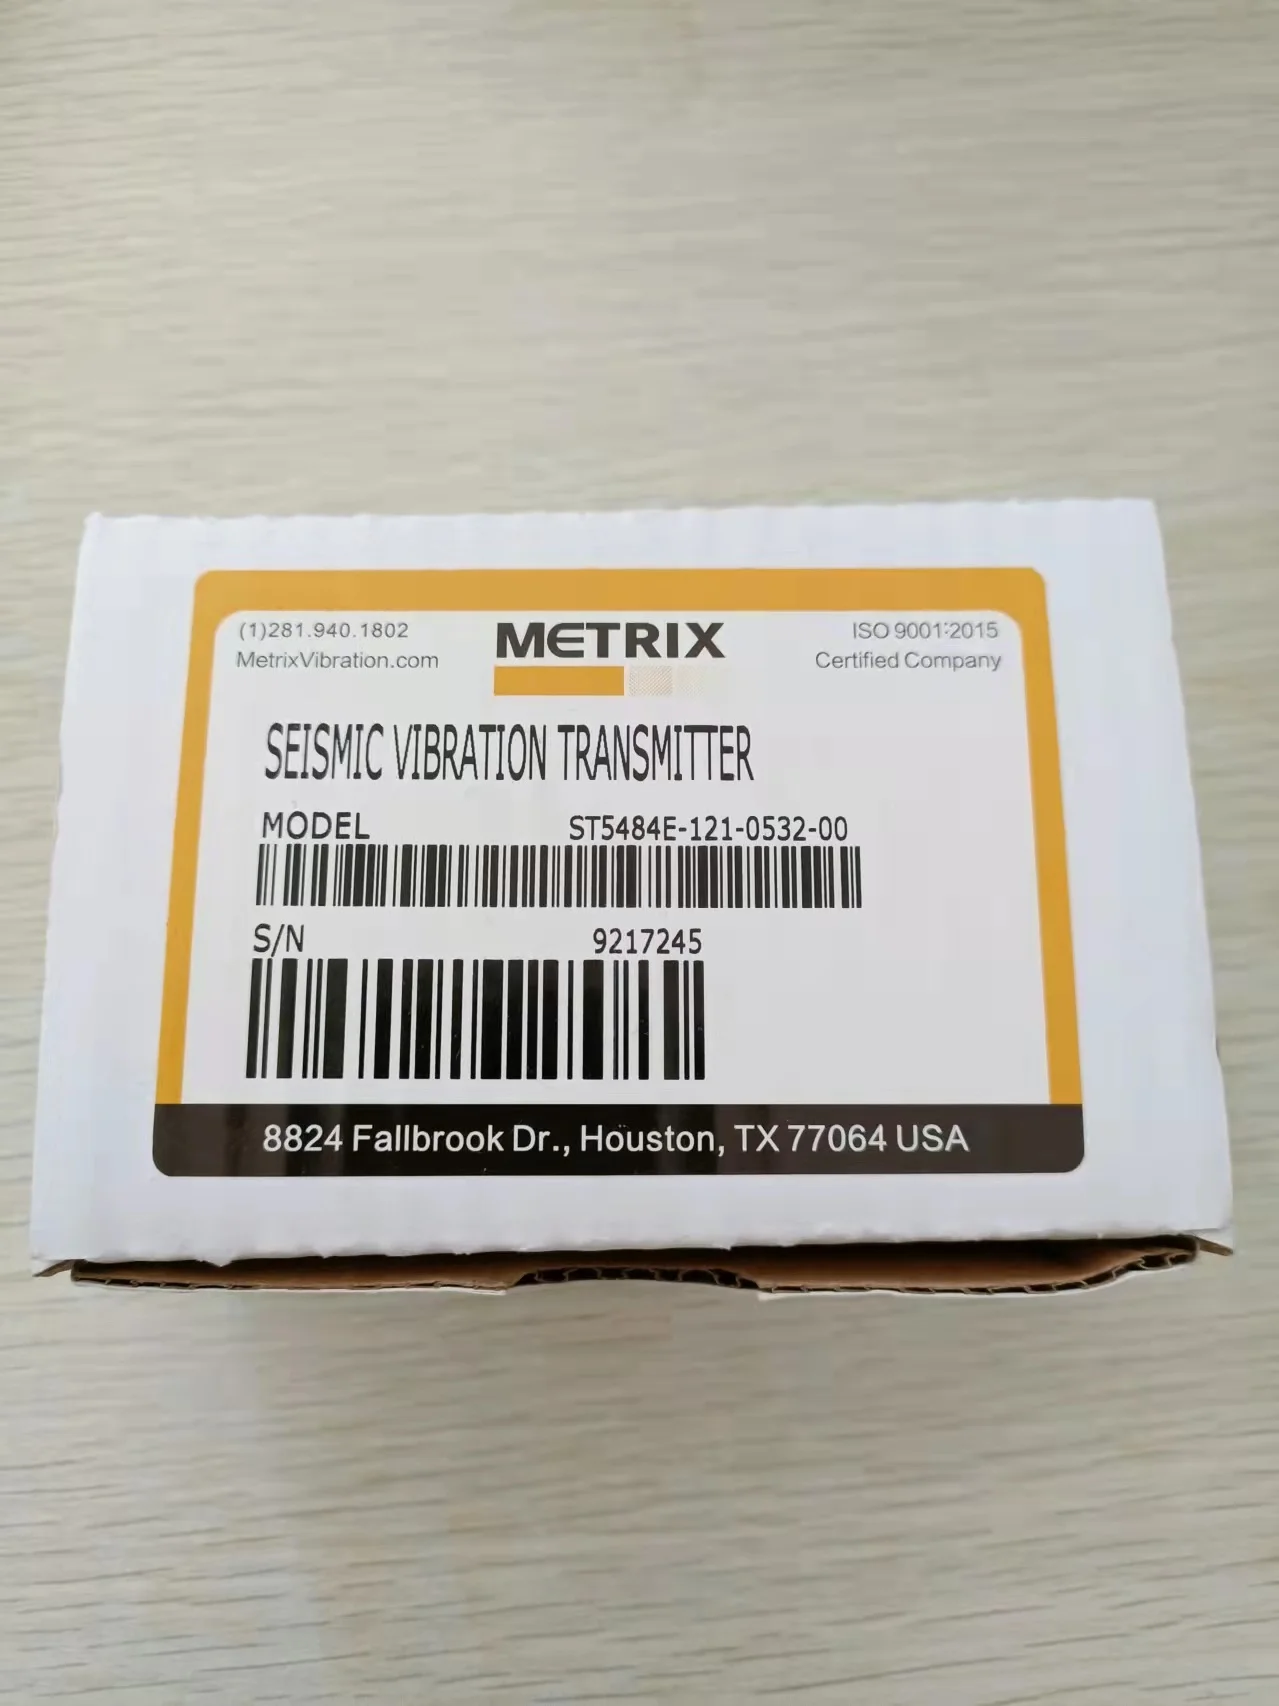 (1)281.940.1802
MetrixVibration.com
METRIX
ISO 9001:2015
Certified Company
SEISMIC VIBRATION TRANSMITTER
MODEL ST5484E-121-0532-00
S/N 9217245
8824 Fallbrook Dr., Houston, TX 77064 USA